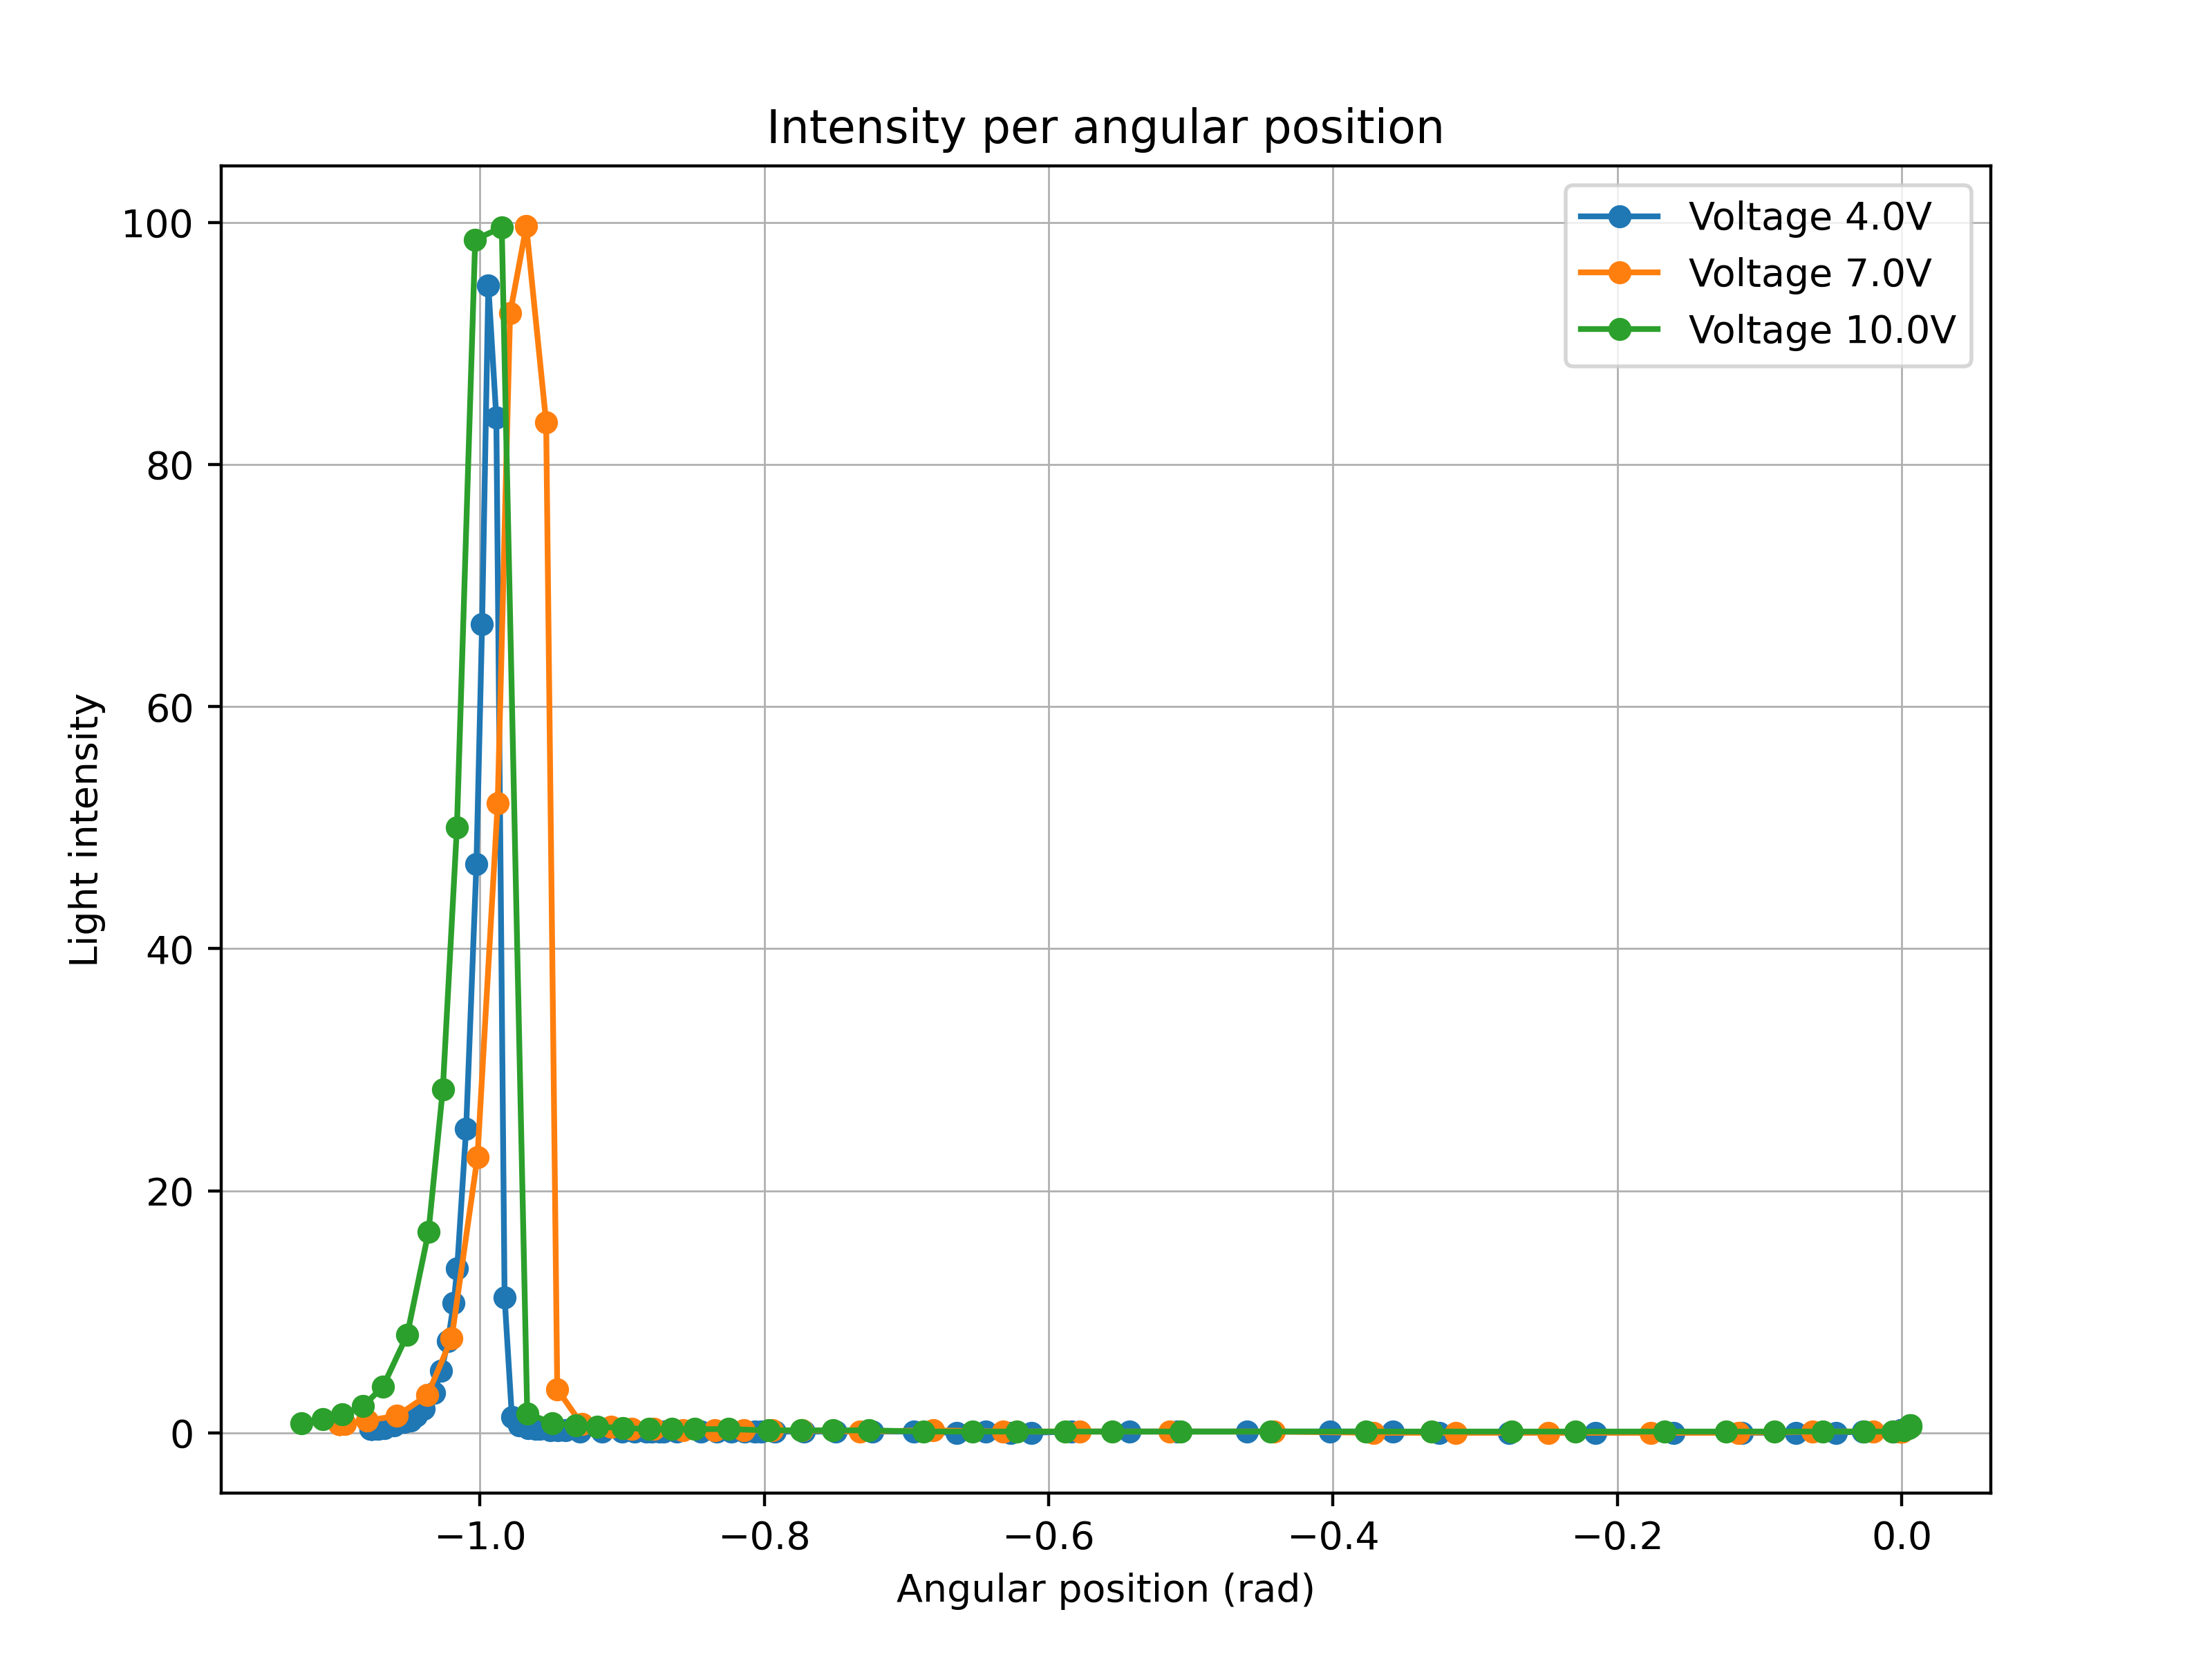 Intensity per angular position
Voltage 4.0V
Voltage 7.0V
Voltage 10.0V
Light intensity
100
80
60
40
20
0
−1.0
−0.8
−0.6
−0.4
−0.2
0.0
Angular position (rad)